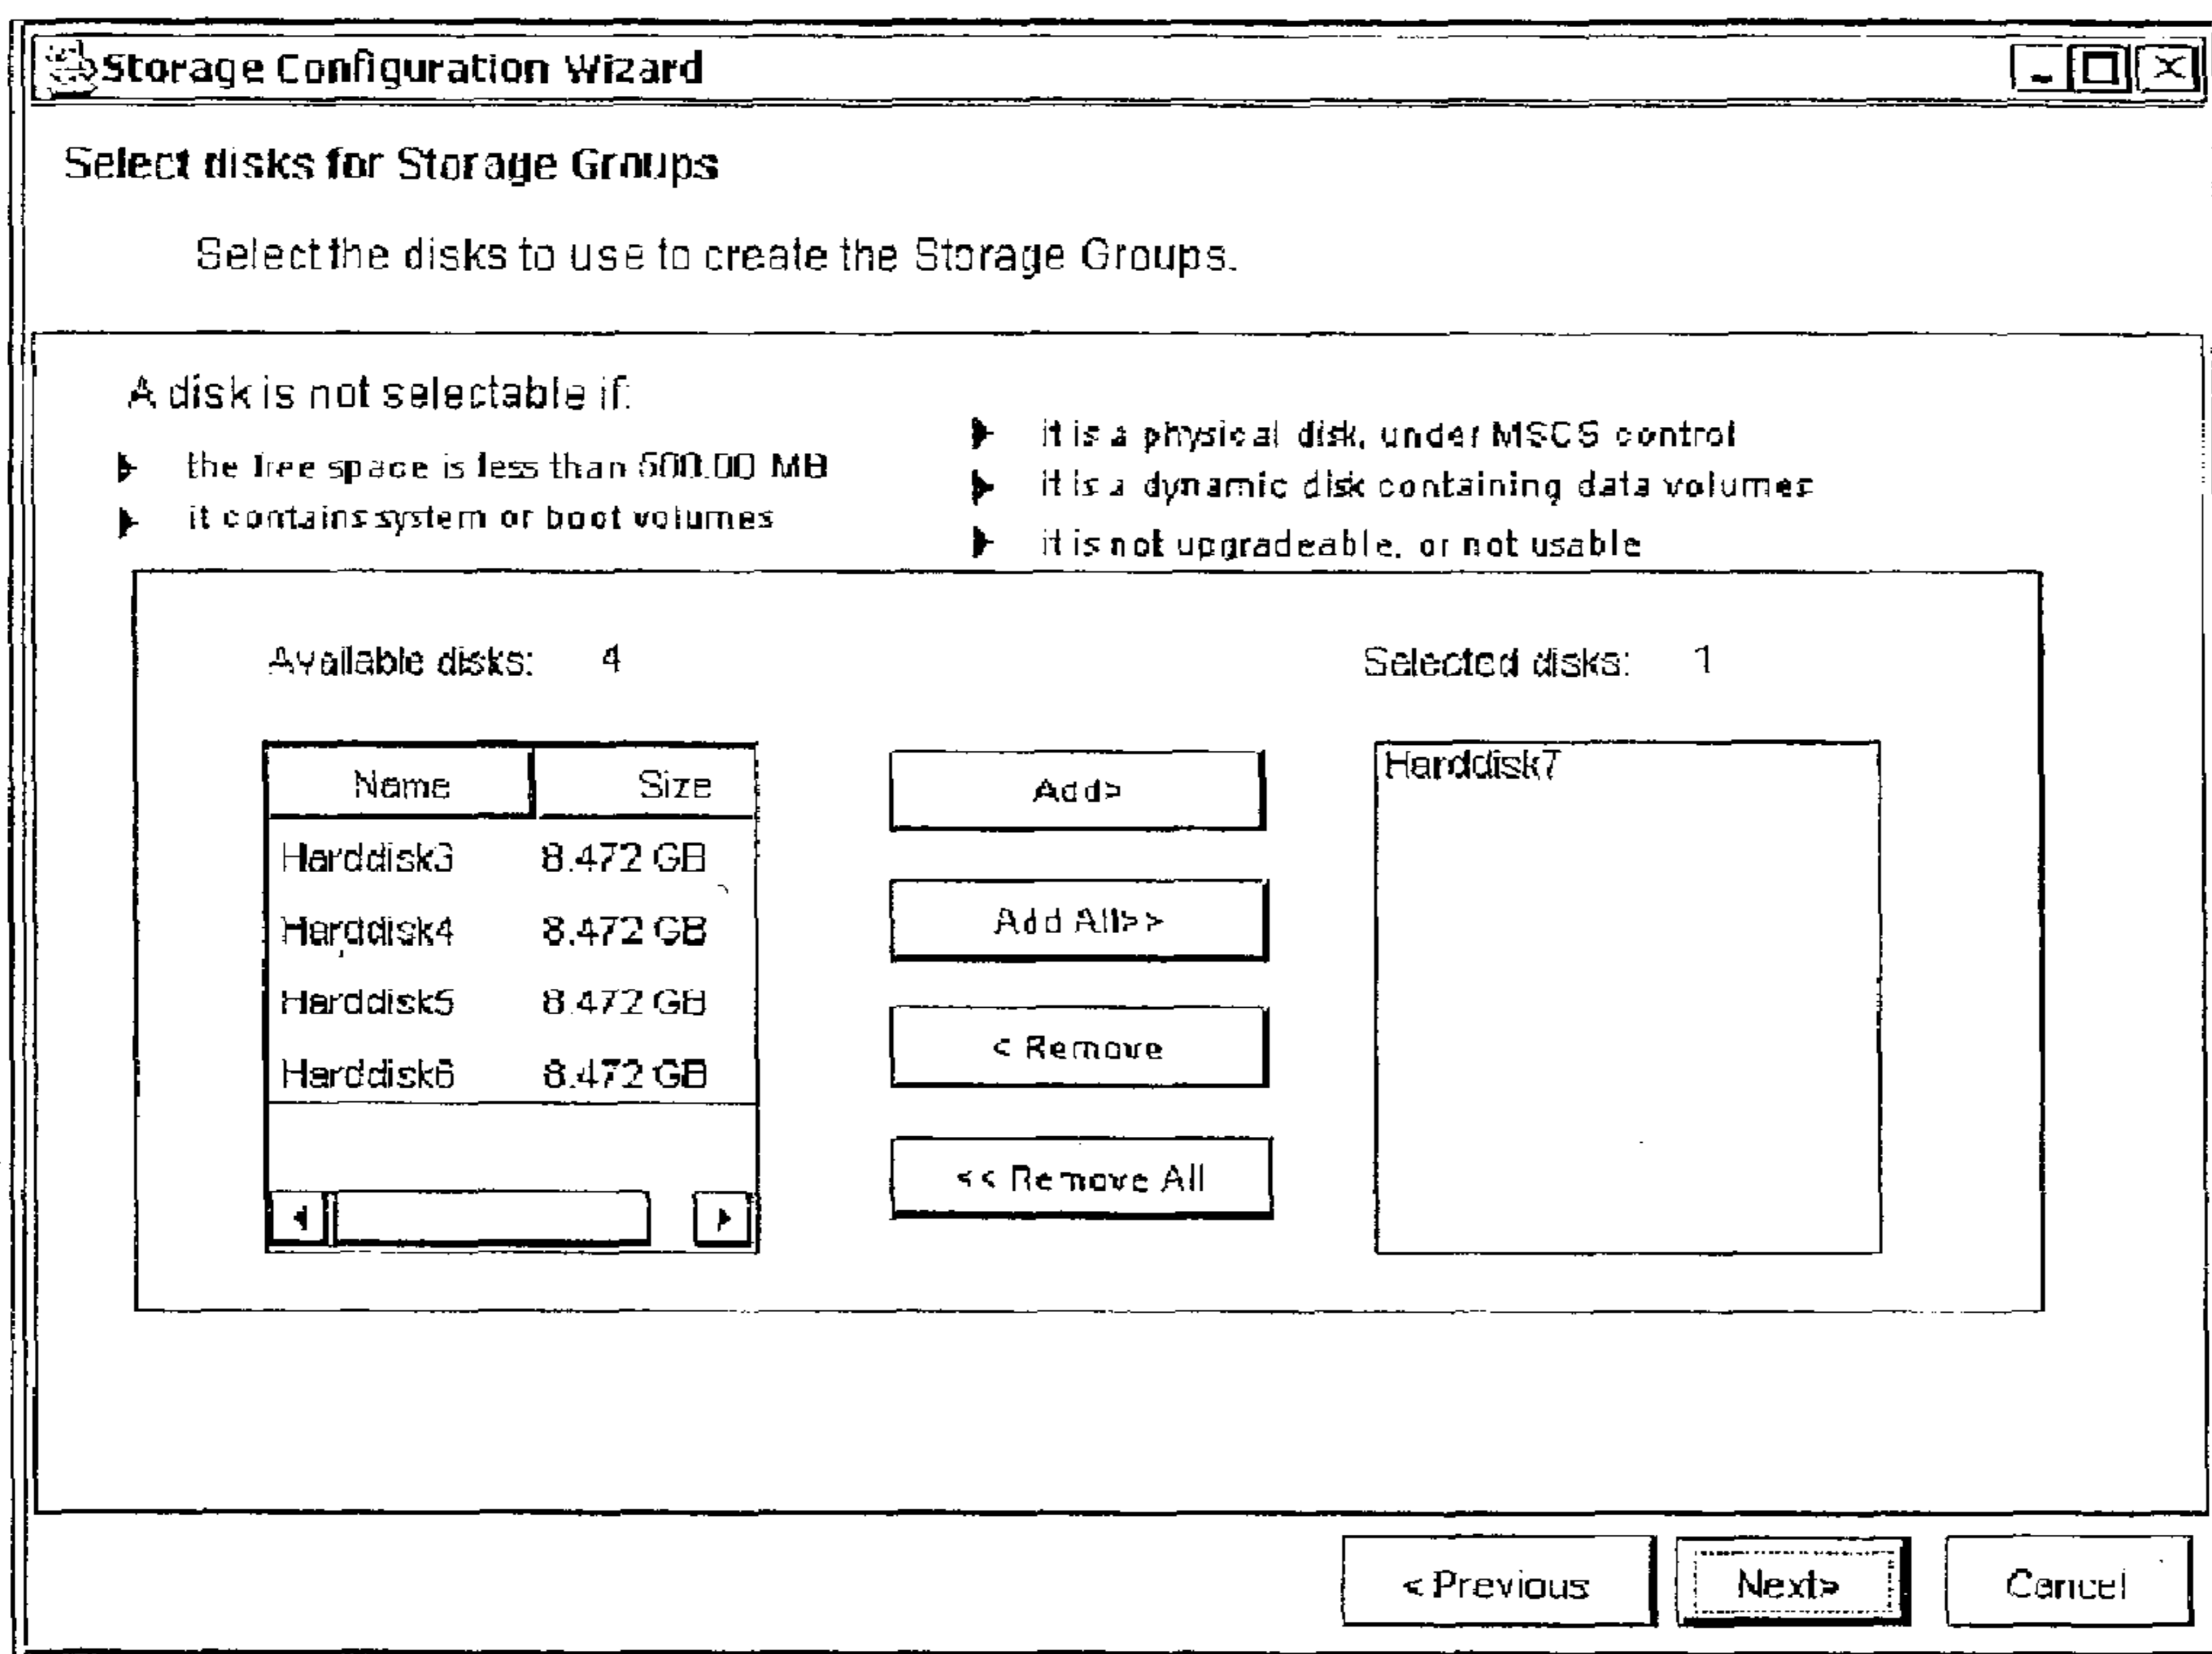 Storage Configuration Wizard
Select disks for Storage Groups
Select the disks to use to create the Storage Groups.
A disk is not selectable if:
the free space is less than 500.00 MB
it contains system or boot volumes
it is a physical disk, under MSCS control
it is a dynamic disk containing data volumes
it is not upgradeable, or not usable
Available disks: 4
Name Size
Harddisk3 8.472 GB
Harddisk4 8.472 GB
Harddisk5 8.472 GB
Harddisk6 8.472 GB
Add>
Add All>>
< Remove
<< Remove All
Selected disks: 1
Harddisk7
< Previous
Next>
Cancel